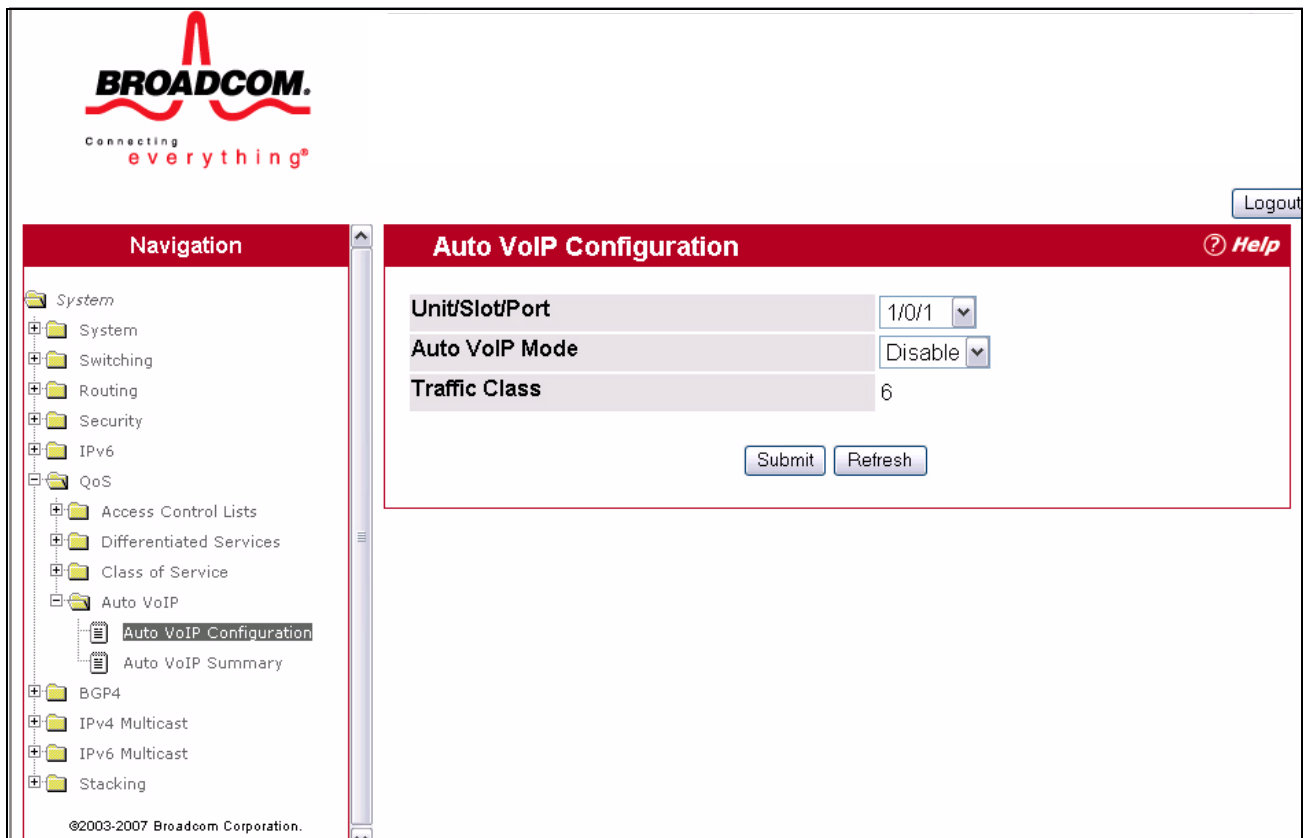 BROADCOM.
Connecting
everything®
Logout
Navigation
System
System
Switching
Routing
Security
IPv6
QoS
Access Control Lists
Differentiated Services
Class of Service
Auto VoIP
Auto VoIP Configuration
Auto VoIP Summary
BGP4
IPv4 Multicast
IPv6 Multicast
Stacking
©2003-2007 Broadcom Corporation.
Auto VoIP Configuration
? Help
Unit/Slot/Port 1/0/1
Auto VoIP Mode Disable
Traffic Class 6
Submit Refresh